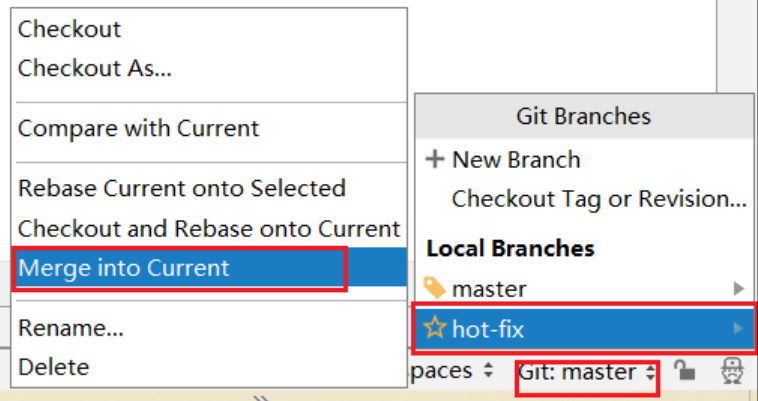 Checkout
Checkout As...
Compare with Current
Rebase Current onto Selected
Checkout and Rebase onto Current
Merge into Current
Rename...
Delete
Git Branches
New Branch
Checkout Tag or Revision...
Local Branches
master
hot-fix
Git: master